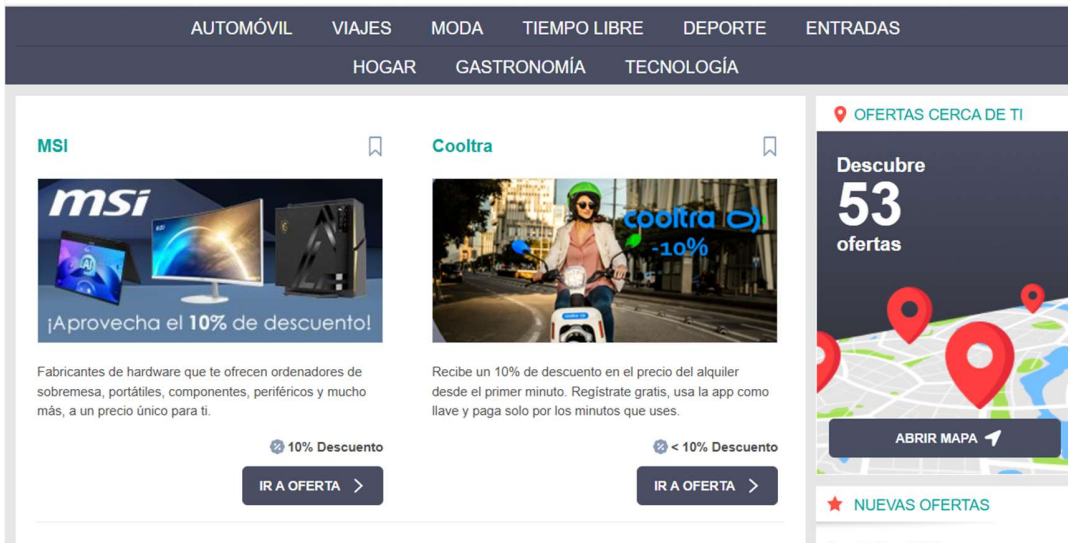 AUTOMÓVIL VIAJES MODA TIEMPO LIBRE DEPORTE ENTRADAS
HOGAR GASTRONOMÍA TECNOLOGÍA
MSI
msi
¡Aprovecha el 10% de descuento!
Fabricantes de hardware que te ofrecen ordenadores de
sobremesa, portátiles, componentes, periféricos y mucho
más, a un precio único para ti.
10% Descuento
IR A OFERTA
Cooltra
cooltra
-10%
Recibe un 10% de descuento en el precio del alquiler
desde el primer minuto. Regístrate gratis, usa la app como
llave y paga solo por los minutos que uses.
< 10% Descuento
IR A OFERTA
OFERTAS CERCA DE TI
Descubre
53
ofertas
ABRIR MAPA
NUEVAS OFERTAS